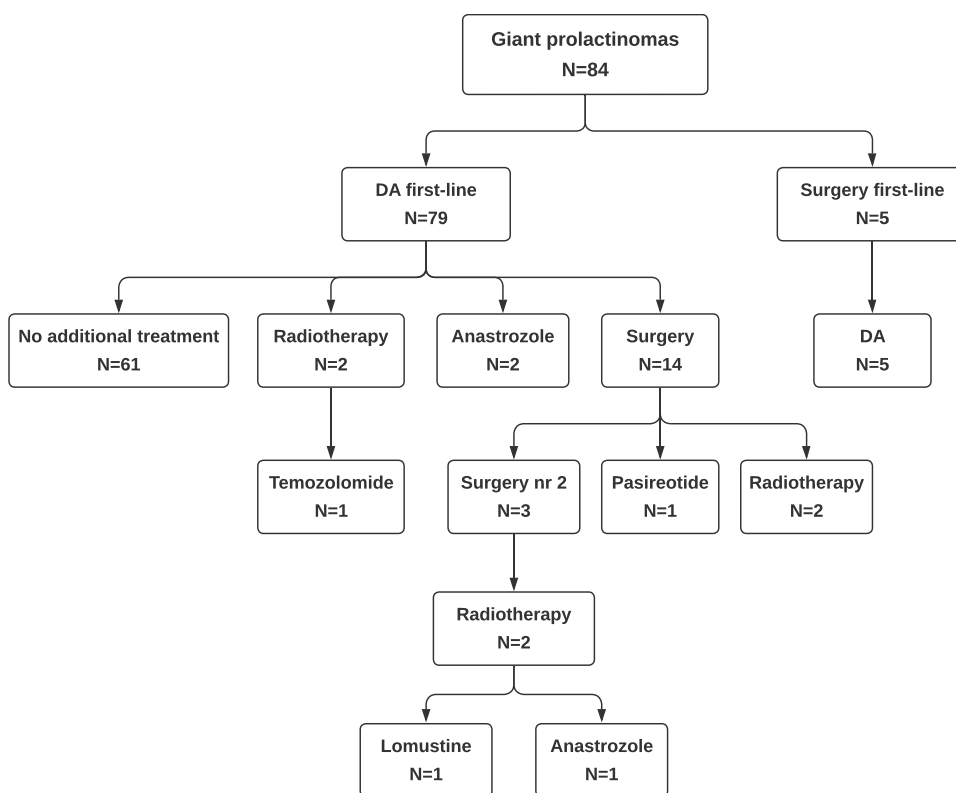 Giant prolactinomas
N=84
DA first-line
N=79
Surgery first-line
N=5
No additional treatment
N=61
Radiotherapy
N=2
Anastrozole
N=2
Surgery
N=14
DA
N=5
Temozolomide
N=1
Surgery nr 2
N=3
Pasireotide
N=1
Radiotherapy
N=2
Radiotherapy
N=2
Lomustine
N=1
Anastrozole
N=1